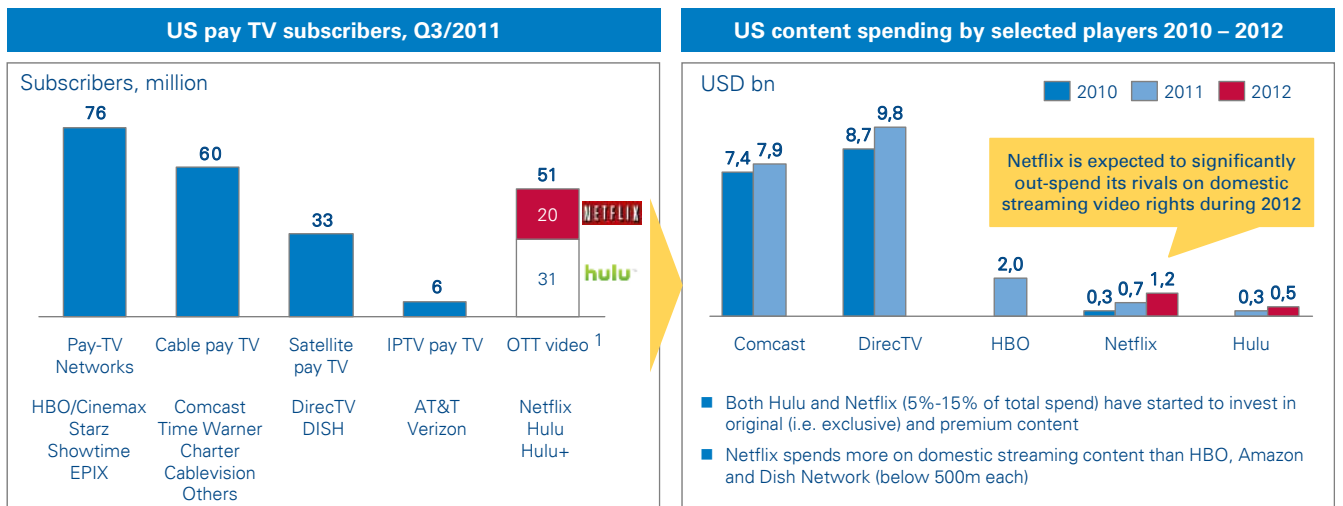 US pay TV subscribers, Q3/2011
Subscribers, million
76
60
33
6
51
20
NETFLIX
31
hulu
Pay-TV
Networks
Cable pay TV
Satellite
pay TV
IPTV pay TV
OTT video 1
HBO/Cinemax
Starz
Showtime
EPIX
Comcast
Time Warner
Charter
Cablevision
Others
DirecTV
DISH
AT&T
Verizon
Netflix
Hulu
Hulu+
US content spending by selected players 2010 – 2012
USD bn
2010 2011 2012
7,4 7,9
8,7 9,8
2,0
0,3 0,7 1,2
0,3 0,5
Netflix is expected to significantly
out-spend its rivals on domestic
streaming video rights during 2012
Comcast DirecTV HBO Netflix Hulu
Both Hulu and Netflix (5%-15% of total spend) have started to invest in
original (i.e. exclusive) and premium content
Netflix spends more on domestic streaming content than HBO, Amazon
and Dish Network (below 500m each)